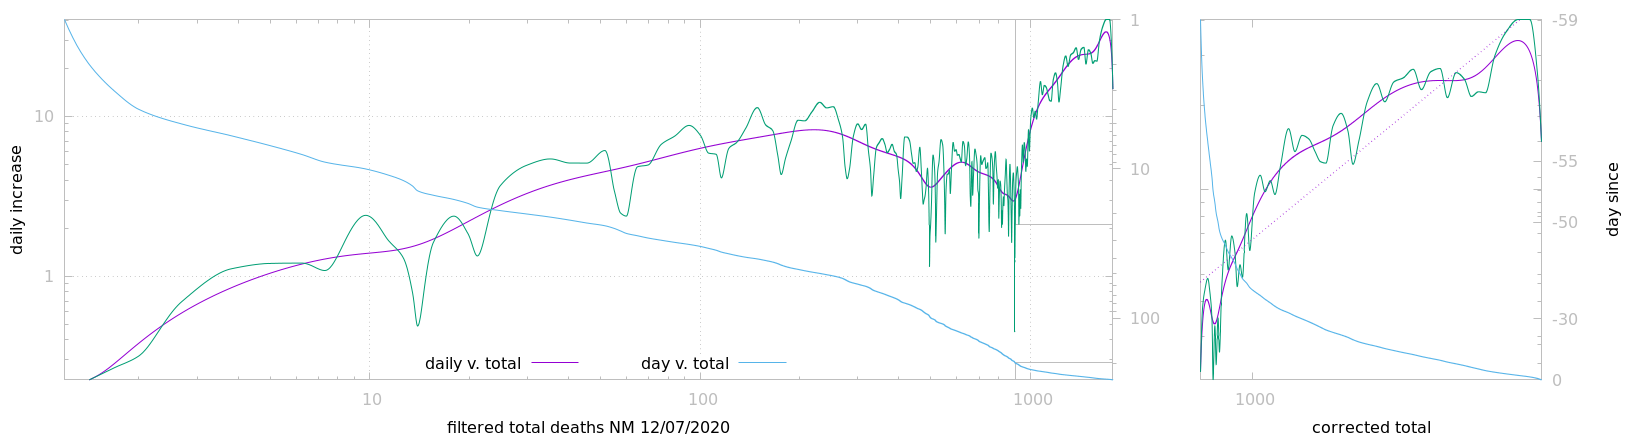 daily increase
10
1
10
100
1000
1
10
100
daily v. total
day v. total
filtered total deaths NM 12/07/2020
1000
-59
-55
-50
-30
0
day since
corrected total